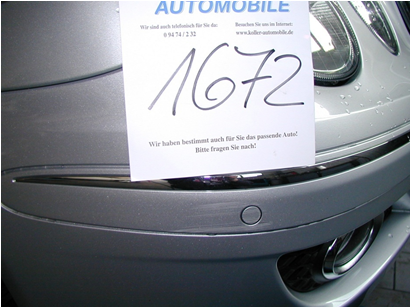 AUTOMOBILE
Wir sind auch telefonisch für Sie da: Besuchen Sie uns im Internet:
0 94 74 / 2 32 www.koller-automobile.de
1672
Wir haben bestimmt auch für Sie das passende Auto!
Bitte fragen Sie nach!